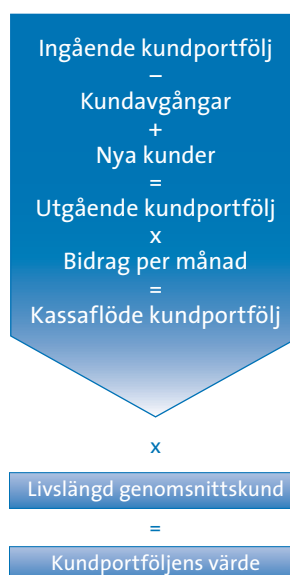 Ingående kundportfölj
–
Kundavgångar
+
Nya kunder
=
Utgående kundportfölj
x
Bidrag per månad
=
Kassaflöde kundportfölj
x
Livslängd genomsnittskund
=
Kundportföljens värde